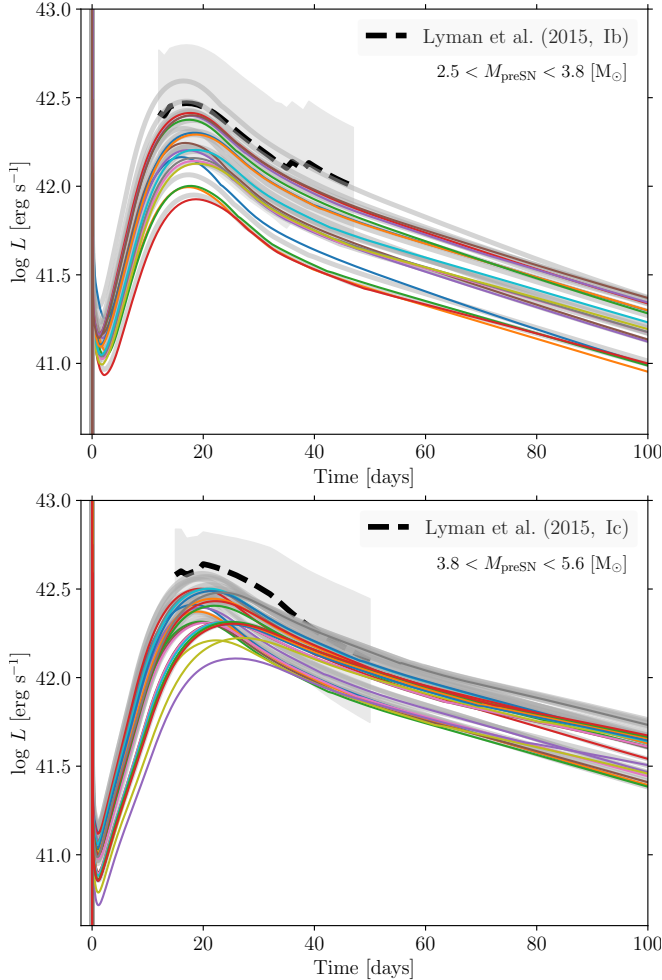 43.0
42.5
42.0
41.5
41.0
log L [erg s⁻¹]
Lyman et al. (2015, Ib)
2.5 < M_preSN < 3.8 [M_⊙]
0 20 40 60 80 100
Time [days]
43.0
42.5
42.0
41.5
41.0
log L [erg s⁻¹]
Lyman et al. (2015, Ic)
3.8 < M_preSN < 5.6 [M_⊙]
0 20 40 60 80 100
Time [days]